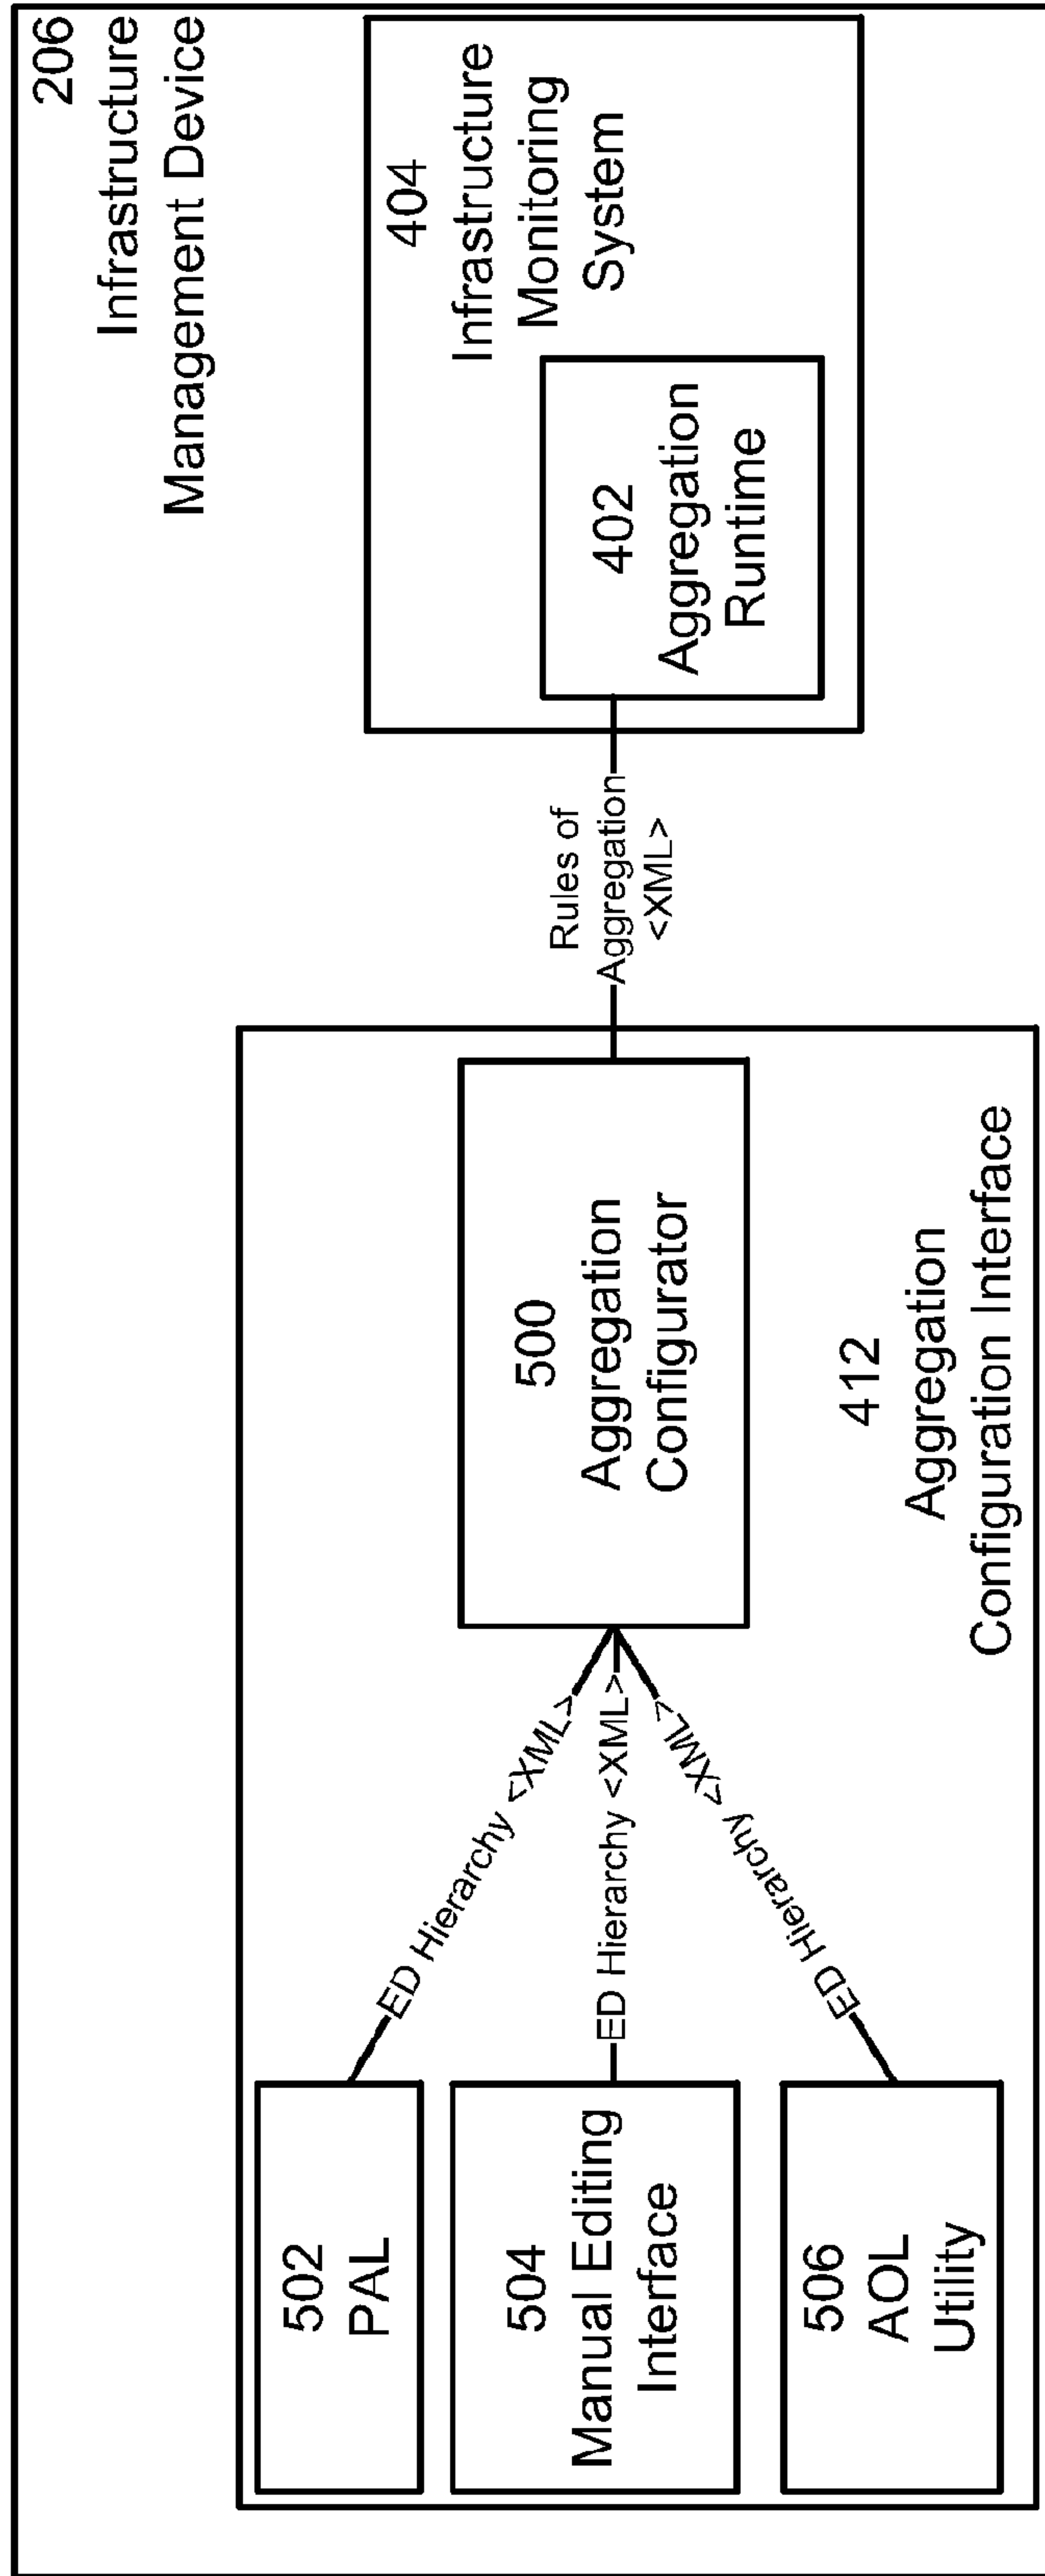 206
Infrastructure
Management Device
404
Infrastructure
Monitoring
System
402
Aggregation
Runtime
Rules of
Aggregation
<XML>
500
Aggregation
Configurator
412
Aggregation
Configuration Interface
ED Hierarchy <XML>
ED Hierarchy <XML>
ED Hierarchy <XML>
502
PAL
504
Manual Editing
Interface
506
AOL
Utility